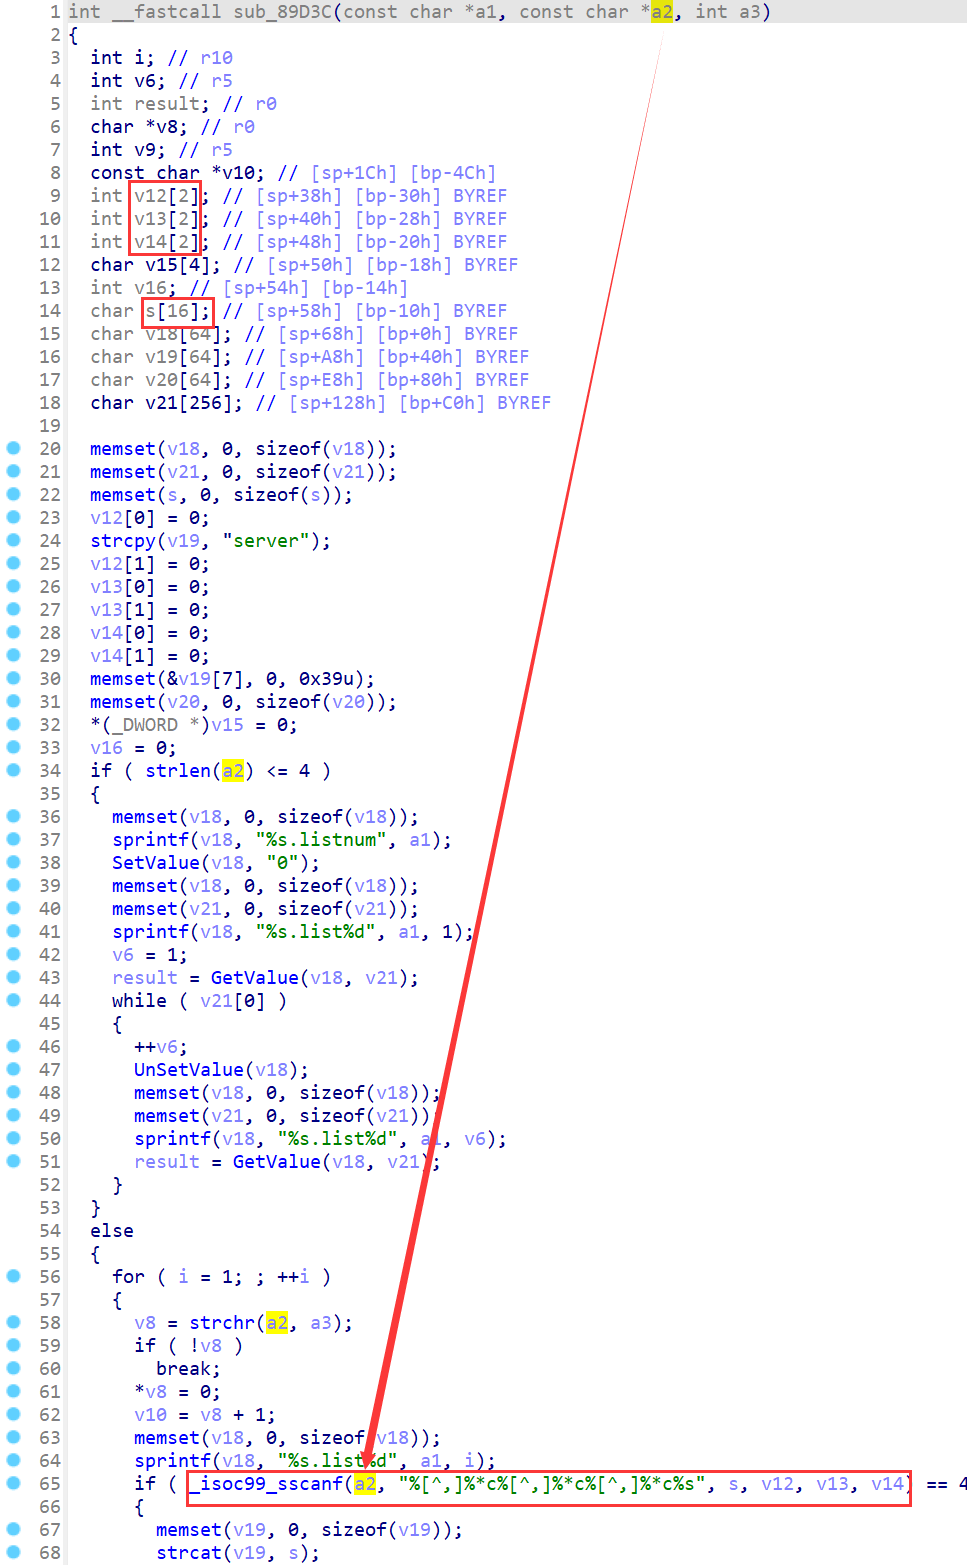 1 int __fastcall sub_89D3C(const char *a1, const char *a2, int a3)
2 {
3 int i; // r10
4 int v6; // r5
5 int result; // r0
6 char *v8; // r0
7 int v9; // r5
8 const char *v10; // [sp+1Ch] [bp-4Ch]
9 int v12[2]; // [sp+38h] [bp-30h] BYREF
10 int v13[2]; // [sp+40h] [bp-28h] BYREF
11 int v14[2]; // [sp+48h] [bp-20h] BYREF
12 char v15[4]; // [sp+50h] [bp-18h] BYREF
13 int v16; // [sp+54h] [bp-14h]
14 char s[16]; // [sp+58h] [bp-10h] BYREF
15 char v18[64]; // [sp+68h] [bp+0h] BYREF
16 char v19[64]; // [sp+A8h] [bp+40h] BYREF
17 char v20[64]; // [sp+E8h] [bp+80h] BYREF
18 char v21[256]; // [sp+128h] [bp+C0h] BYREF
19
20 memset(v18, 0, sizeof(v18));
21 memset(v21, 0, sizeof(v21));
22 memset(s, 0, sizeof(s));
23 v12[0] = 0;
24 strcpy(v19, "server");
25 v12[1] = 0;
26 v13[0] = 0;
27 v13[1] = 0;
28 v14[0] = 0;
29 v14[1] = 0;
30 memset(&v19[7], 0, 0x39u);
31 memset(v20, 0, sizeof(v20));
32 *(_DWORD *)v15 = 0;
33 v16 = 0;
34 if ( strlen(a2) <= 4 )
35 {
36 memset(v18, 0, sizeof(v18));
37 sprintf(v18, "%s.listnum", a1);
38 SetValue(v18, "0");
39 memset(v18, 0, sizeof(v18));
40 memset(v21, 0, sizeof(v21));
41 sprintf(v18, "%s.list%d", a1, 1);
42 v6 = 1;
43 result = GetValue(v18, v21);
44 while ( v21[0] )
45 {
46 ++v6;
47 UnSetValue(v18);
48 memset(v18, 0, sizeof(v18));
49 memset(v21, 0, sizeof(v21));
50 sprintf(v18, "%s.list%d", a1, v6);
51 result = GetValue(v18, v21);
52 }
53 }
54 else
55 {
56 for ( i = 1; ; ++i )
57 {
58 v8 = strchr(a2, a3);
59 if ( !v8 )
60 break;
61 *v8 = 0;
62 v10 = v8 + 1;
63 memset(v18, 0, sizeof(v18));
64 sprintf(v18, "%s.list%d", a1, i);
65 if ( _isoc99_sscanf(a2, "%[^,]%*c%[^,]%*c%[^,]%*c%s", s, v12, v13, v14) == 4
66 {
67 memset(v19, 0, sizeof(v19));
68 strcat(v19, s);